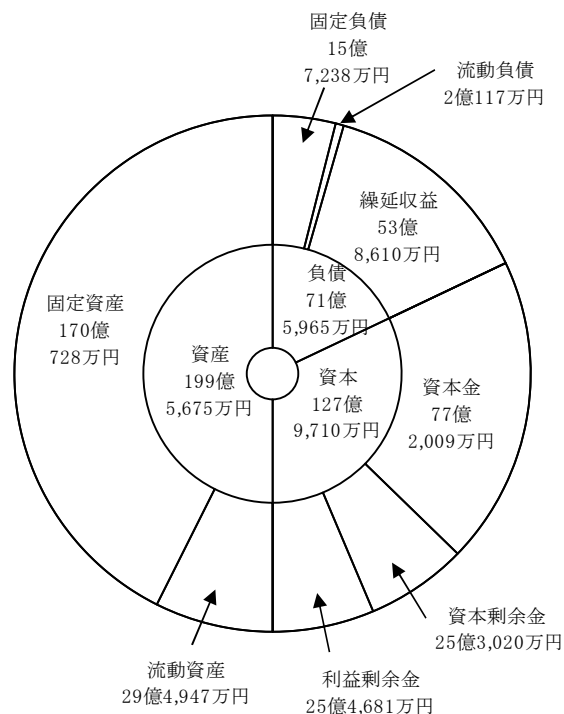 固定負債
15億
7,238万円
流動負債
2億117万円
繰延収益
53億
8,610万円
負債
71億
5,965万円
固定資産
170億
728万円
資産
199億
5,675万円
資本
127億
9,710万円
資本金
77億
2,009万円
資本剰余金
25億3,020万円
流動資産
29億4,947万円
利益剰余金
25億4,681万円